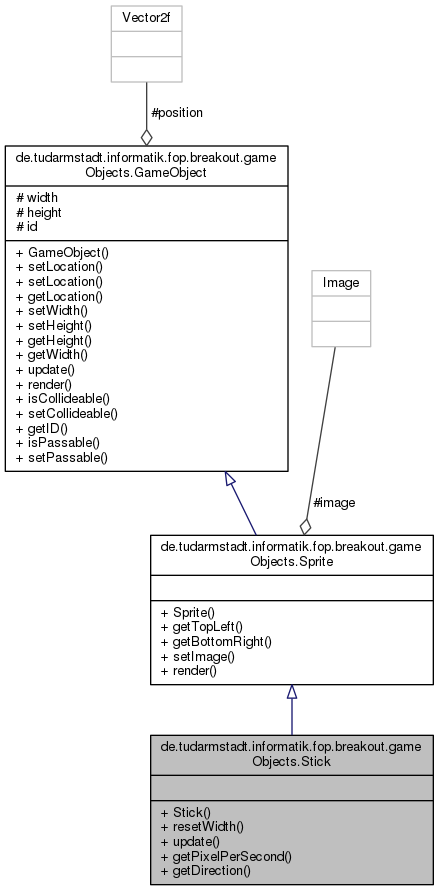 Vector2f
#position
de.tudarmstadt.informatik.fop.breakout.game
Objects.GameObject
# width
# height
# id
+ GameObject()
+ setLocation()
+ setLocation()
+ getLocation()
+ setWidth()
+ setHeight()
+ getHeight()
+ getWidth()
+ update()
+ render()
+ isCollideable()
+ setCollideable()
+ getID()
+ isPassable()
+ setPassable()
Image
#image
de.tudarmstadt.informatik.fop.breakout.game
Objects.Sprite
+ Sprite()
+ getTopLeft()
+ getBottomRight()
+ setImage()
+ render()
de.tudarmstadt.informatik.fop.breakout.game
Objects.Stick
+ Stick()
+ resetWidth()
+ update()
+ getPixelPerSecond()
+ getDirection()